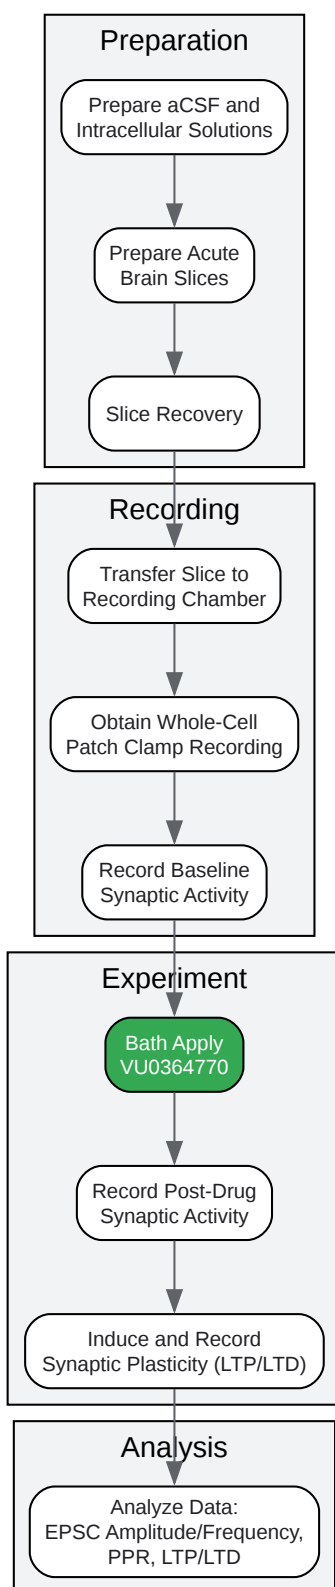 Preparation
Prepare aCSF and
Intracellular Solutions
Prepare Acute
Brain Slices
Slice Recovery
Recording
Transfer Slice to
Recording Chamber
Obtain Whole-Cell
Patch Clamp Recording
Record Baseline
Synaptic Activity
Experiment
Bath Apply
VU0364770
Record Post-Drug
Synaptic Activity
Induce and Record
Synaptic Plasticity (LTP/LTD)
Analysis
Analyze Data:
EPSC Amplitude/Frequency,
PPR, LTP/LTD